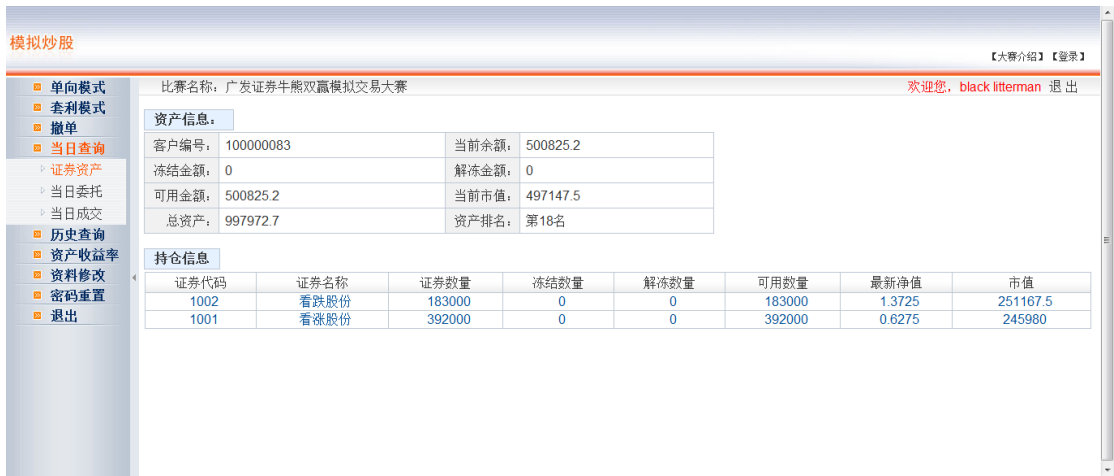 模拟炒股
【大赛介绍】【登录】
单向模式
套利模式
撤单
当日查询
证券资产
当日委托
当日成交
历史查询
资产收益率
资料修改
密码重置
退出
比赛名称：广发证券牛熊双赢模拟交易大赛
欢迎您，black litterman 退出
资产信息：
客户编号： 100000083 当前余额： 500825.2
冻结金额： 0 解冻金额： 0
可用金额： 500825.2 当前市值： 497147.5
总资产： 997972.7 资产排名： 第18名
持仓信息
证券代码 证券名称 证券数量 冻结数量 解冻数量 可用数量 最新净值 市值
1002 看跌股份 183000 0 0 183000 1.3725 251167.5
1001 看涨股份 392000 0 0 392000 0.6275 245980